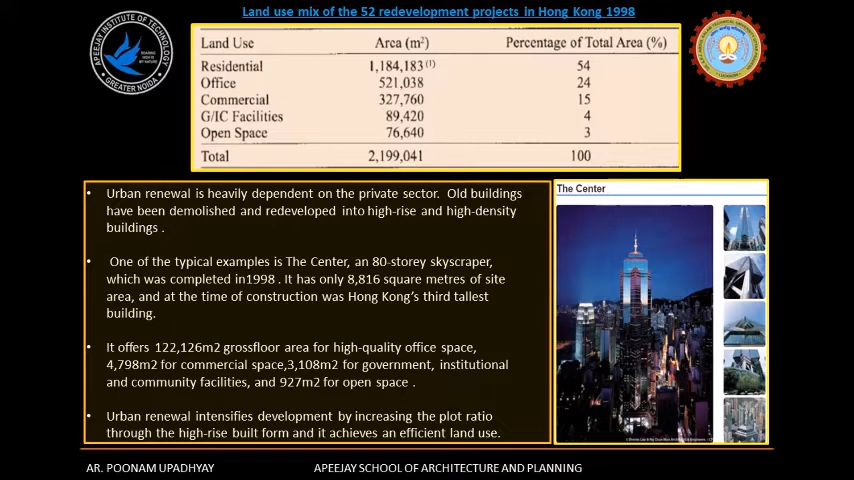 Land use mix of the 52 redevelopment projects in Hong Kong 1998
APEEJAY INSTITUTE OF TECHNOLOGY
GREATER NOIDA
Land Use Area (m²) Percentage of Total Area (%)
Residential 1,184,183 (1) 54
Office 521,038 24
Commercial 327,760 15
G/IC Facilities 89,420 4
Open Space 76,640 3
Total 2,199,041 100
• Urban renewal is heavily dependent on the private sector. Old buildings
have been demolished and redeveloped into high-rise and high-density
buildings .
• One of the typical examples is The Center, an 80-storey skyscraper,
which was completed in1998 . It has only 8,816 square metres of site
area, and at the time of construction was Hong Kong's third tallest
building.
• It offers 122,126m2 grossfloor area for high-quality office space,
4,798m2 for commercial space,3,108m2 for government, institutional
and community facilities, and 927m2 for open space .
• Urban renewal intensifies development by increasing the plot ratio
through the high-rise built form and it achieves an efficient land use.
The Center
AR. POONAM UPADHYAY
APEEJAY SCHOOL OF ARCHITECTURE AND PLANNING